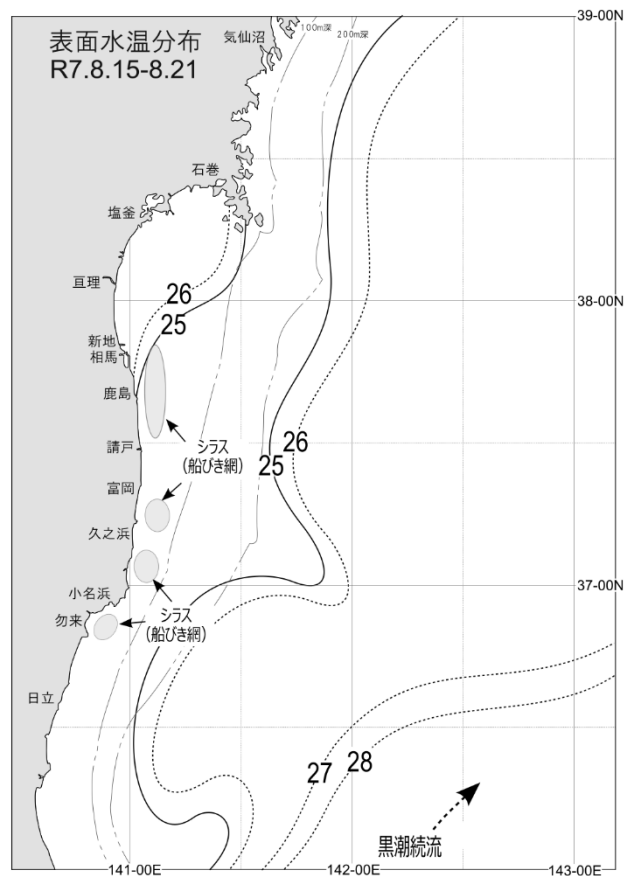 表面水温分布
R7.8.15-8.21
気仙沼
100m深
200m深
39-00N
石巻
塩釜
亘理
26
25
38-00N
新地
相馬
鹿島
請戸
シラス
(船びき網)
26
25
富岡
久之浜
37-00N
小名浜
勿来
シラス
(船びき網)
日立
27
28
黒潮続流
141-00E
142-00E
143-00E